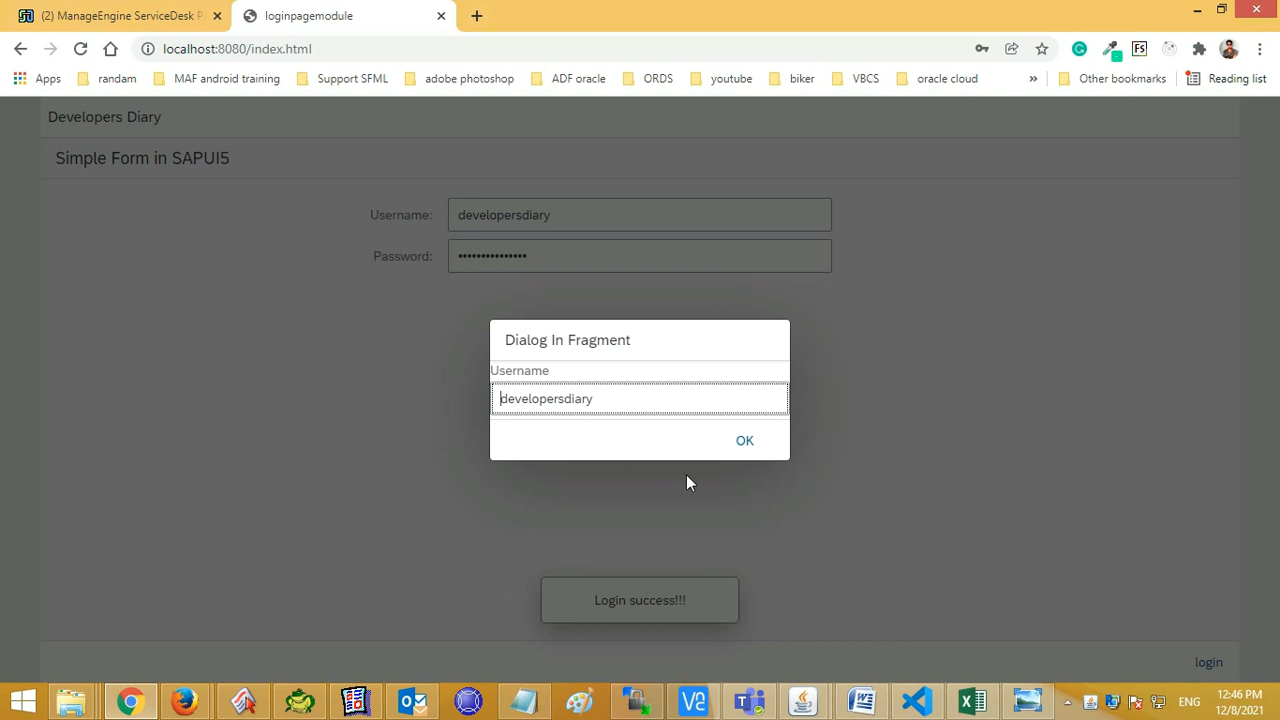 (2) ManageEngine ServiceDesk P
loginpagemodule
localhost:8080/index.html
FS
Apps
randam
MAF android training
Support SFML
adobe photoshop
ADF oracle
ORDS
youtube
biker
VBCS
oracle cloud
»
Other bookmarks
Reading list
Developers Diary
Simple Form in SAPUI5
Username:
developersdiary
Password:
•••••••••••••••
Dialog In Fragment
Username
developersdiary
OK
Login success!!!
login
ENG
12:46 PM
12/8/2021